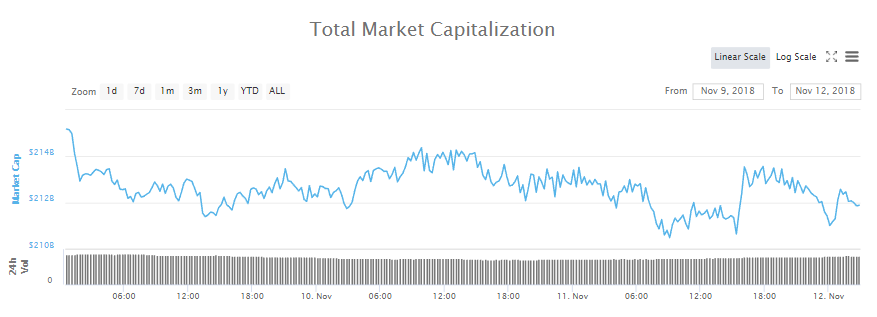 Total Market Capitalization
Linear Scale Log Scale
Zoom 1d 7d 1m 3m 1y YTD ALL From Nov 9, 2018 To Nov 12, 2018
Market Cap
$214B
$212B
$210B
24h Vol
0
06:00 12:00 18:00 10. Nov 06:00 12:00 18:00 11. Nov 06:00 12:00 18:00 12. Nov